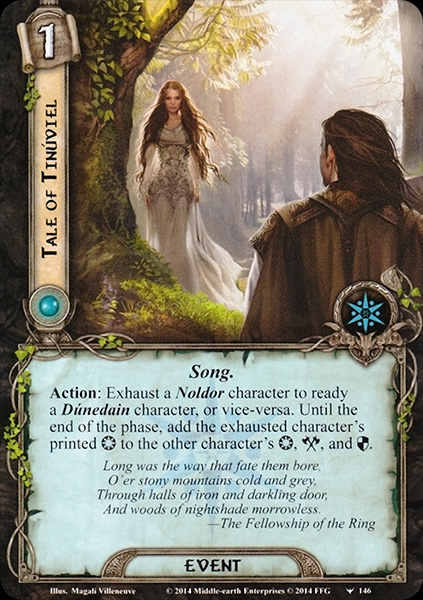 1
TALE OF TINÚVIEL
Song.
Action: Exhaust a Noldor character to ready
a Dúnedain character, or vice-versa. Until the
end of the phase, add the exhausted character's
printed to the other character's , , and .
Long was the way that fate them bore,
O'er stony mountains cold and grey,
Through halls of iron and darkling door,
And woods of nightshade morrowless.
—The Fellowship of the Ring
EVENT
Illus. Magali Villeneuve © 2014 Middle-earth Enterprises © 2014 FFG 146